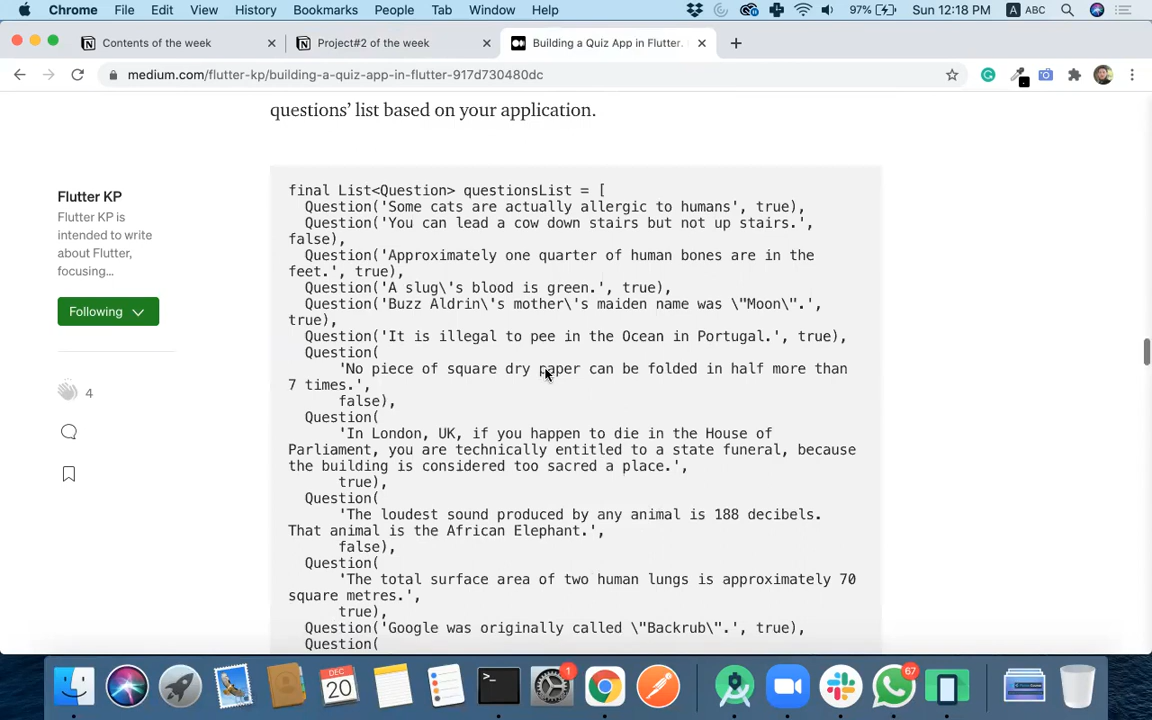 Chrome File Edit View History Bookmarks People Tab Window Help 97% Sun 12:18 PM A ABC
Contents of the week Project#2 of the week Building a Quiz App in Flutter.
medium.com/flutter-kp/building-a-quiz-app-in-flutter-917d730480dc
questions’ list based on your application.
Flutter KP
Flutter KP is
intended to write
about Flutter,
focusing...
Following
4
final List<Question> questionsList = [
Question('Some cats are actually allergic to humans', true),
Question('You can lead a cow down stairs but not up stairs.',
false),
Question('Approximately one quarter of human bones are in the
feet.', true),
Question('A slug\'s blood is green.', true),
Question('Buzz Aldrin\'s mother\'s maiden name was \"Moon\".',
true),
Question('It is illegal to pee in the Ocean in Portugal.', true),
Question(
'No piece of square dry paper can be folded in half more than
7 times.',
false),
Question(
'In London, UK, if you happen to die in the House of
Parliament, you are technically entitled to a state funeral, because
the building is considered too sacred a place.',
true),
Question(
'The loudest sound produced by any animal is 188 decibels.
That animal is the African Elephant.',
false),
Question(
'The total surface area of two human lungs is approximately 70
square metres.',
true),
Question('Google was originally called \"Backrub\".', true),
Question(
DEC
20
>_
1
67